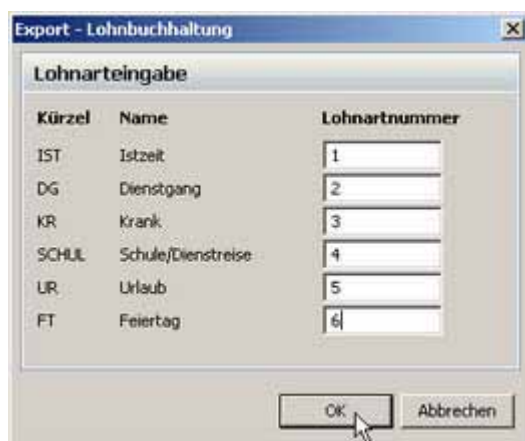 Export - Lohnbuchhaltung
Lohnarteingabe
Kürzel Name Lohnartnummer
IST Istzeit 1
DG Dienstgang 2
KR Krank 3
SCHUL Schule/Dienstreise 4
UR Urlaub 5
FT Feiertag 6
OK Abbrechen